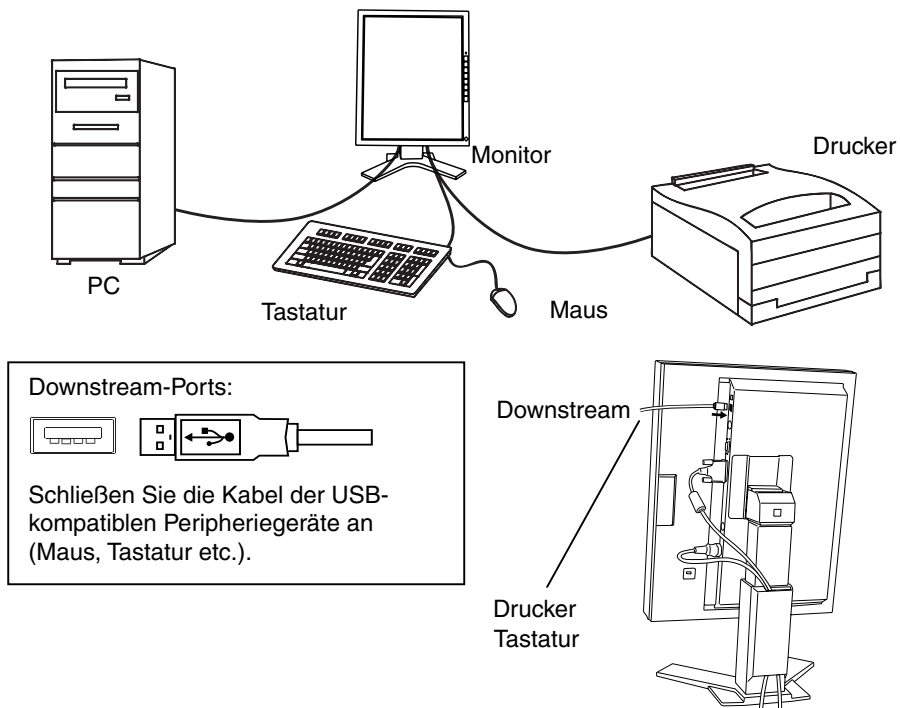 Monitor
Drucker
PC
Tastatur
Maus
Downstream-Ports:
Schließen Sie die Kabel der USB-
kompatiblen Peripheriegeräte an
(Maus, Tastatur etc.).
Downstream
Drucker
Tastatur